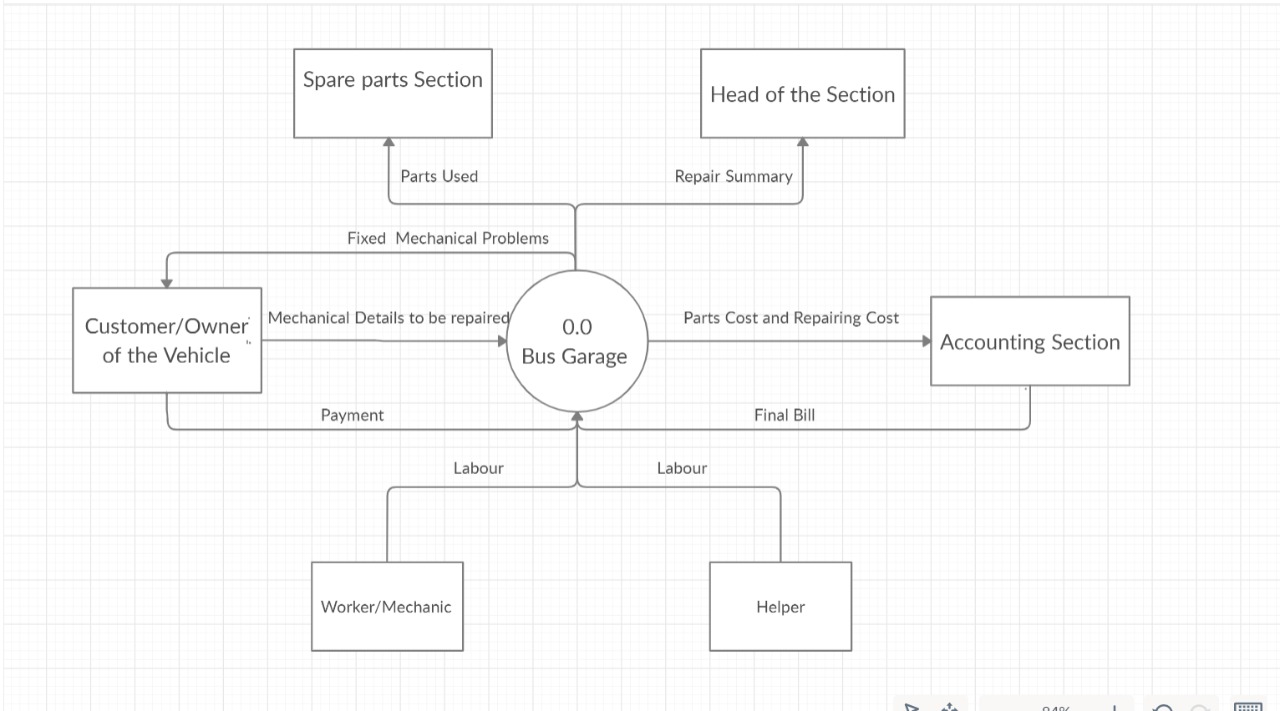 Spare parts Section
Head of the Section
Parts Used
Repair Summary
Fixed Mechanical Problems
Customer/Owner
of the Vehicle
Mechanical Details to be repaired
0.0
Bus Garage
Parts Cost and Repairing Cost
Accounting Section
Payment
Final Bill
Labour
Labour
Worker/Mechanic
Helper